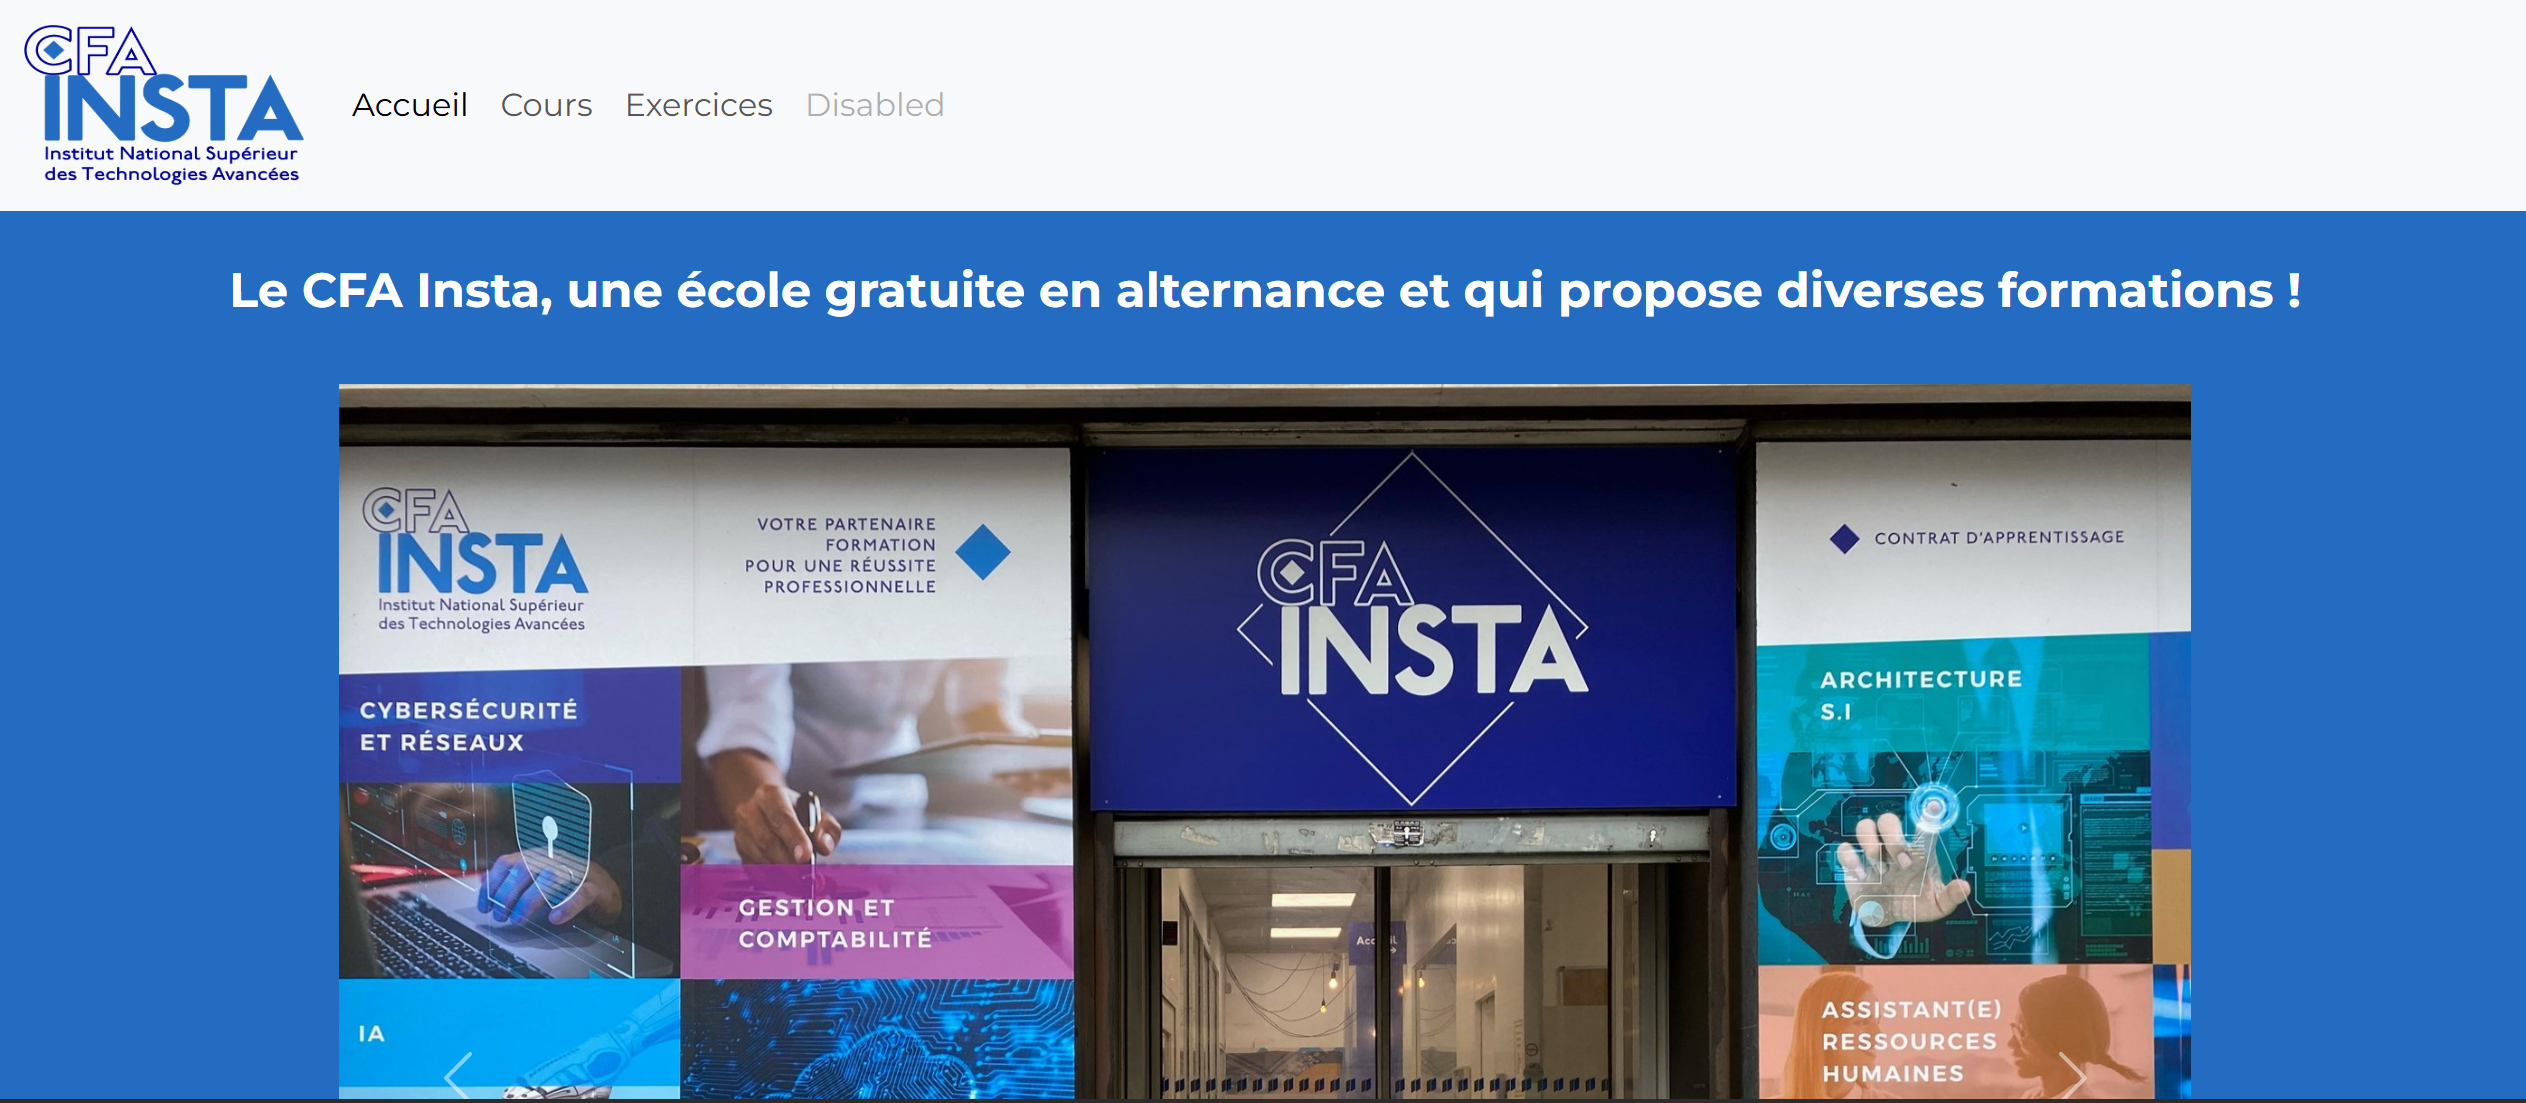 CFA
INSTA
Institut National Supérieur
des Technologies Avancées
Accueil Cours Exercices Disabled
Le CFA Insta, une école gratuite en alternance et qui propose diverses formations !
CFA
INSTA
Institut National Supérieur
des Technologies Avancées
VOTRE PARTENAIRE
FORMATION
POUR UNE RÉUSSITE
PROFESSIONNELLE
CYBERSÉCURITÉ
ET RÉSEAUX
GESTION ET
COMPTABILITÉ
IA
CFA
INSTA
CONTRAT D'APPRENTISSAGE
ARCHITECTURE
S.I
ASSISTANT(E)
RESSOURCES
HUMAINES